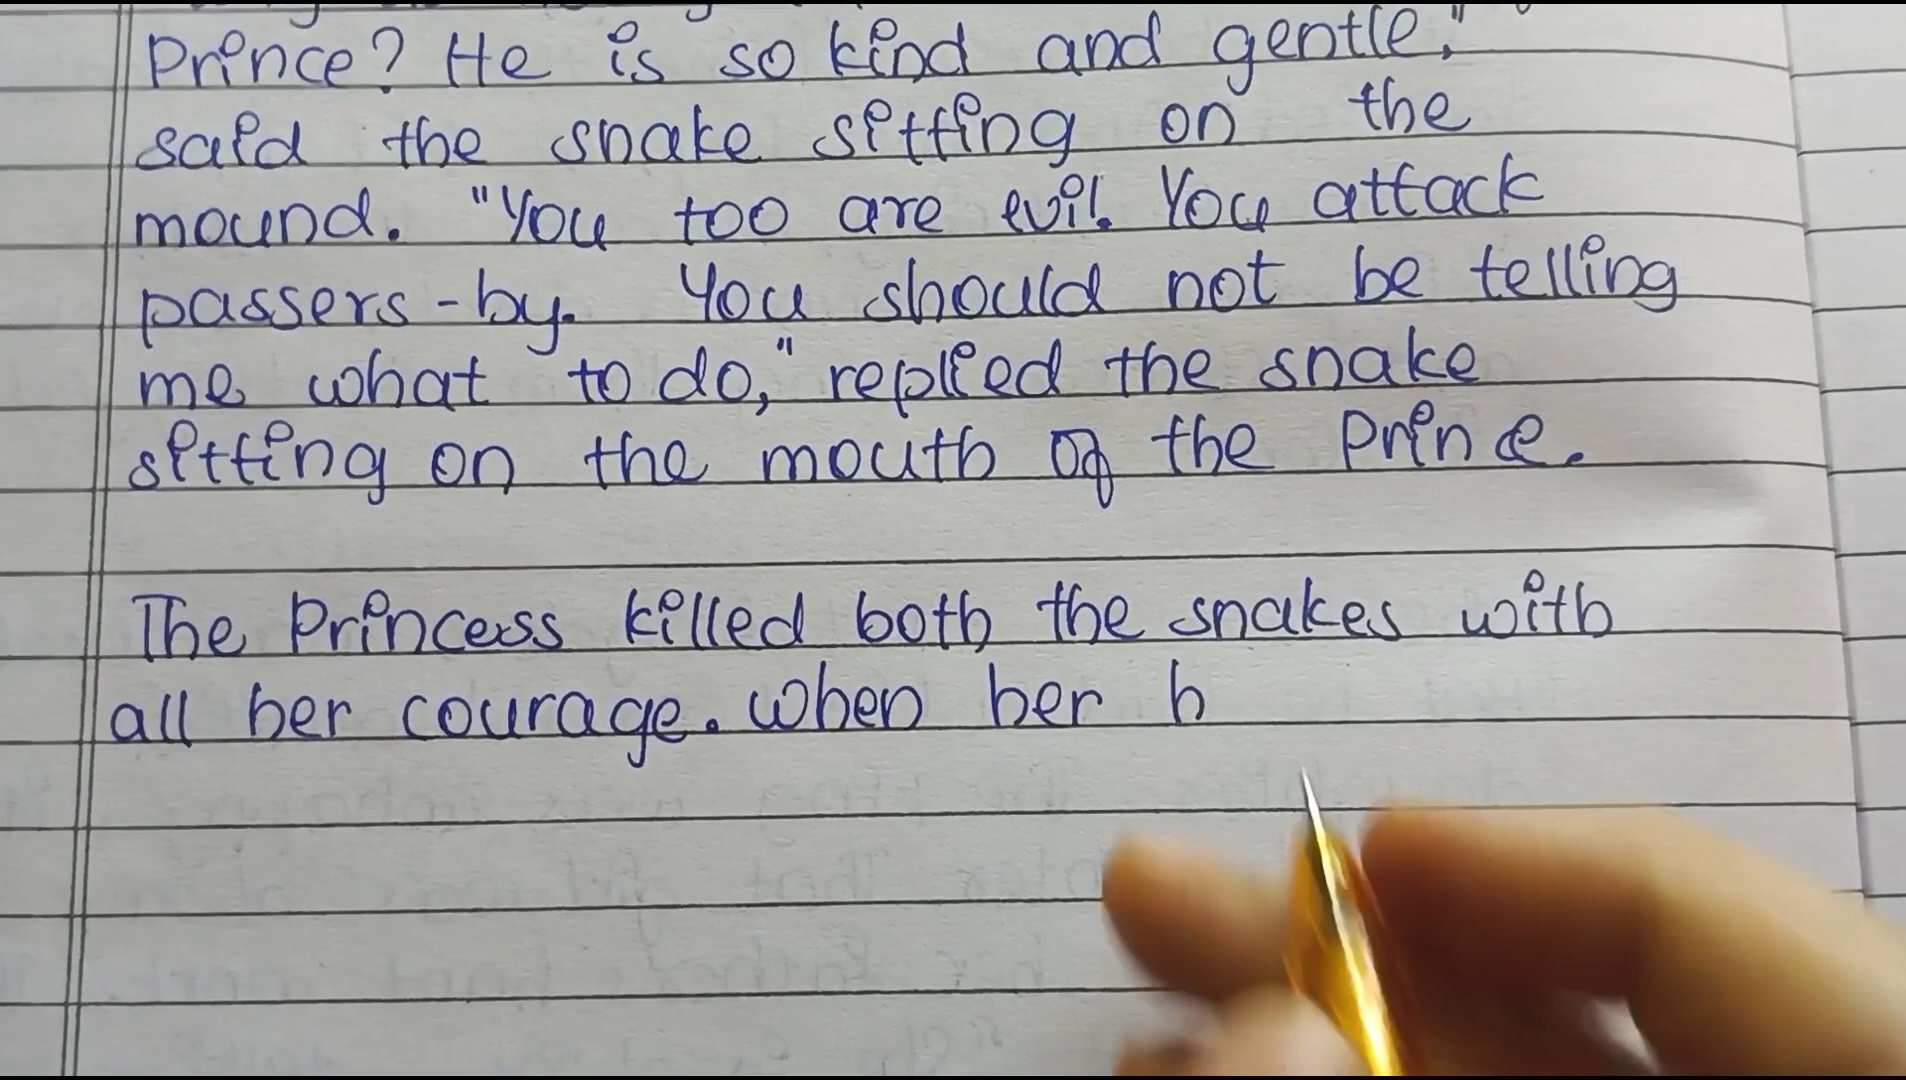 Prince? He is so kind and gentle,"
said the snake sitting on the
mound. "You too are evil. You attack
passers-by. You should not be telling
me what to do," replied the snake
sitting on the mouth of the Prince.
The Princess killed both the snakes with
all her courage. when her h